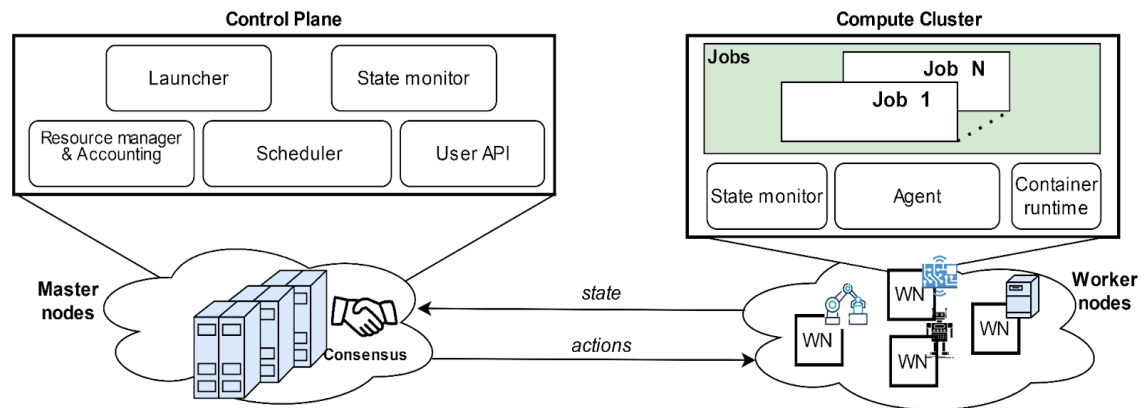 Control Plane
Launcher
State monitor
Resource manager
& Accounting
Scheduler
User API
Compute Cluster
Jobs
Job N
Job 1
State monitor
Agent
Container
runtime
Master
nodes
Consensus
state
actions
WN
WN
WN
WN
Worker
nodes